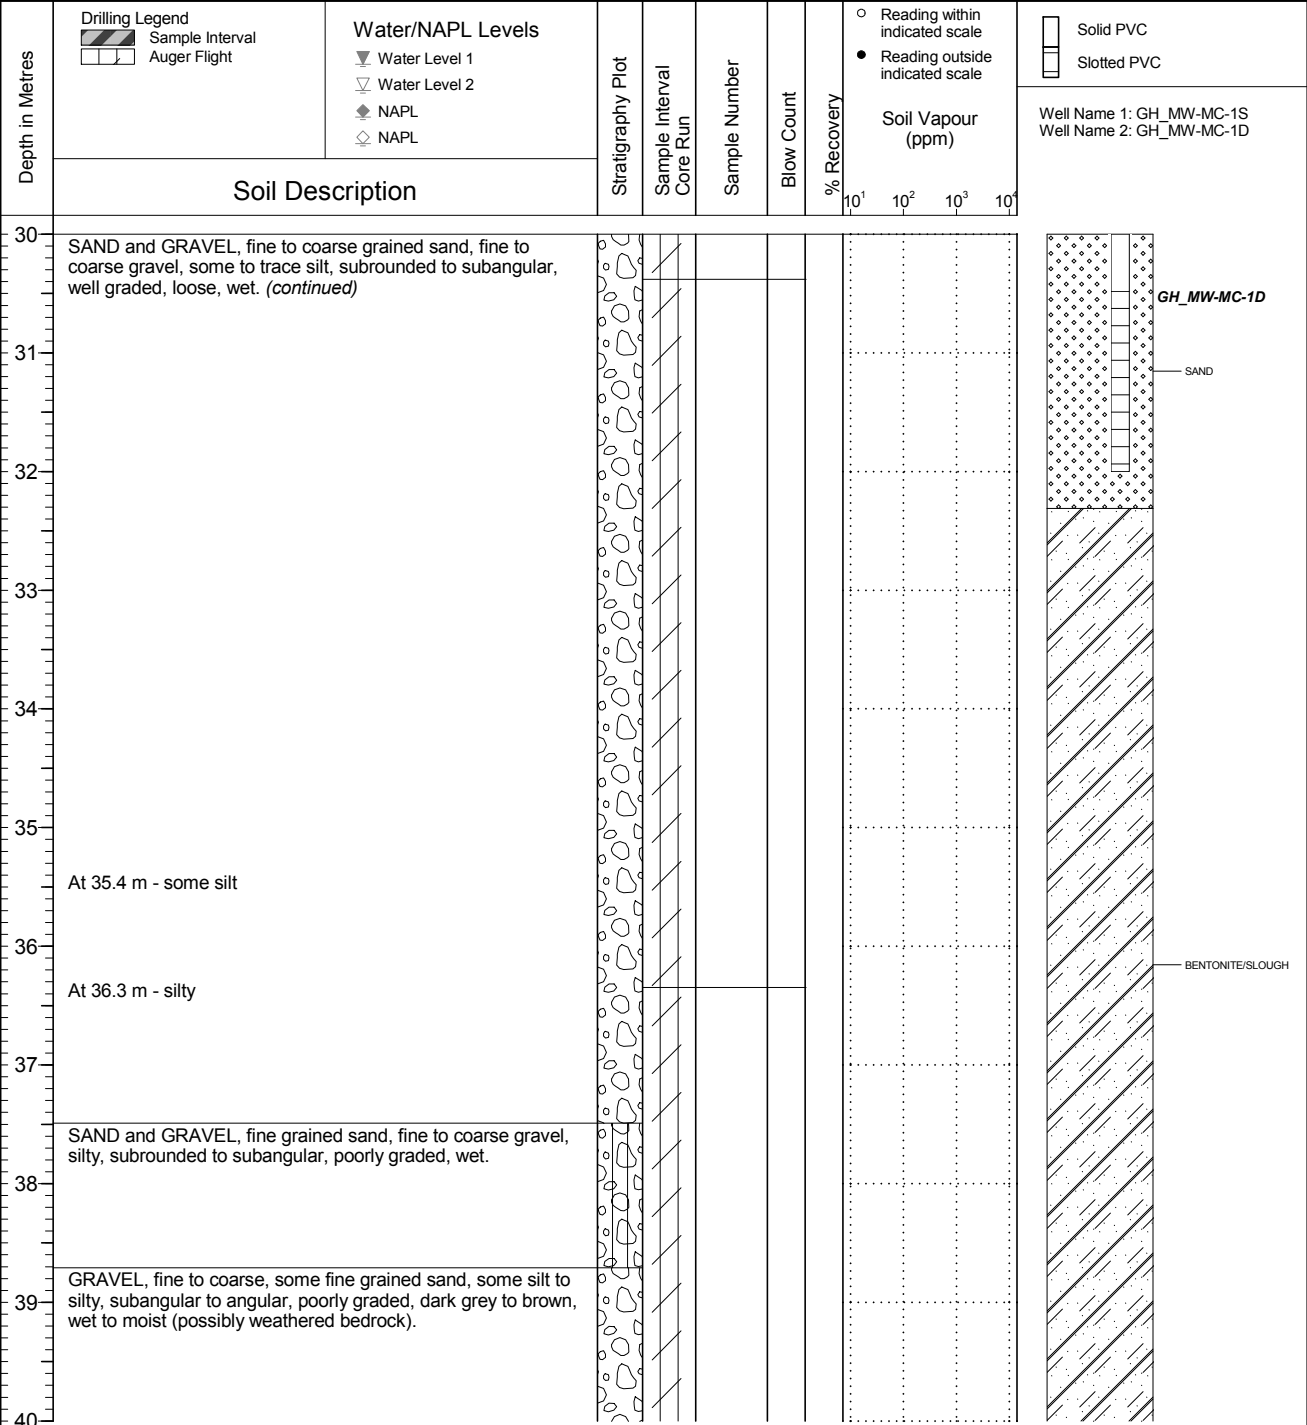 Drilling Legend
Sample Interval
Auger Flight
Water/NAPL Levels
Water Level 1
Water Level 2
NAPL
NAPL
Depth in Metres
Soil Description
Stratigraphy Plot
Sample Interval
Core Run
Sample Number
Blow Count
% Recovery
Reading within
indicated scale
Reading outside
indicated scale
Soil Vapour
(ppm)
10¹ 10² 10³ 10⁴
Solid PVC
Slotted PVC
Well Name 1: GH_MW-MC-1S
Well Name 2: GH_MW-MC-1D
30
SAND and GRAVEL, fine to coarse grained sand, fine to
coarse gravel, some to trace silt, subrounded to subangular,
well graded, loose, wet. (continued)
GH_MW-MC-1D
31
SAND
32
33
34
35
At 35.4 m - some silt
36
BENTONITE/SLOUGH
At 36.3 m - silty
37
SAND and GRAVEL, fine grained sand, fine to coarse gravel,
silty, subrounded to subangular, poorly graded, wet.
38
GRAVEL, fine to coarse, some fine grained sand, some silt to
silty, subangular to angular, poorly graded, dark grey to brown,
wet to moist (possibly weathered bedrock).
39
40